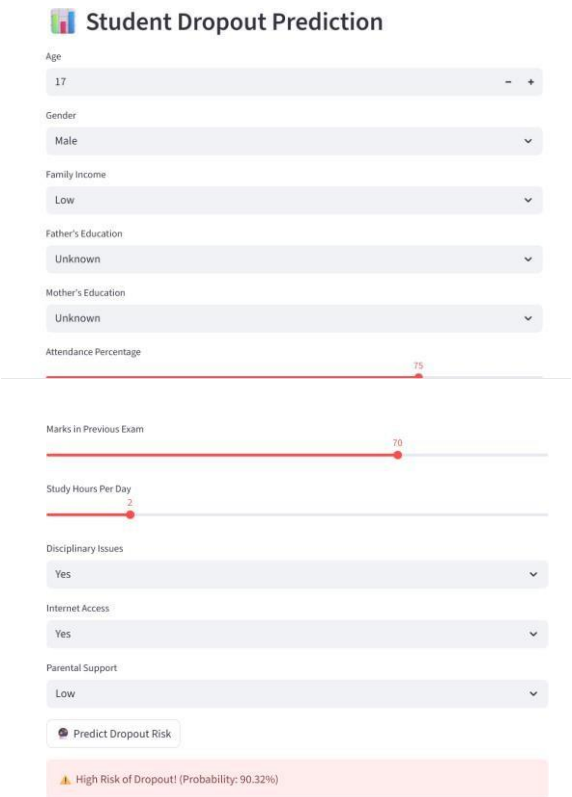 Student Dropout Prediction
Age
17
Gender
Male
Family Income
Low
Father's Education
Unknown
Mother's Education
Unknown
Attendance Percentage
75
Marks in Previous Exam
70
Study Hours Per Day
2
Disciplinary Issues
Yes
Internet Access
Yes
Parental Support
Low
Predict Dropout Risk
High Risk of Dropout! (Probability: 90.32%)